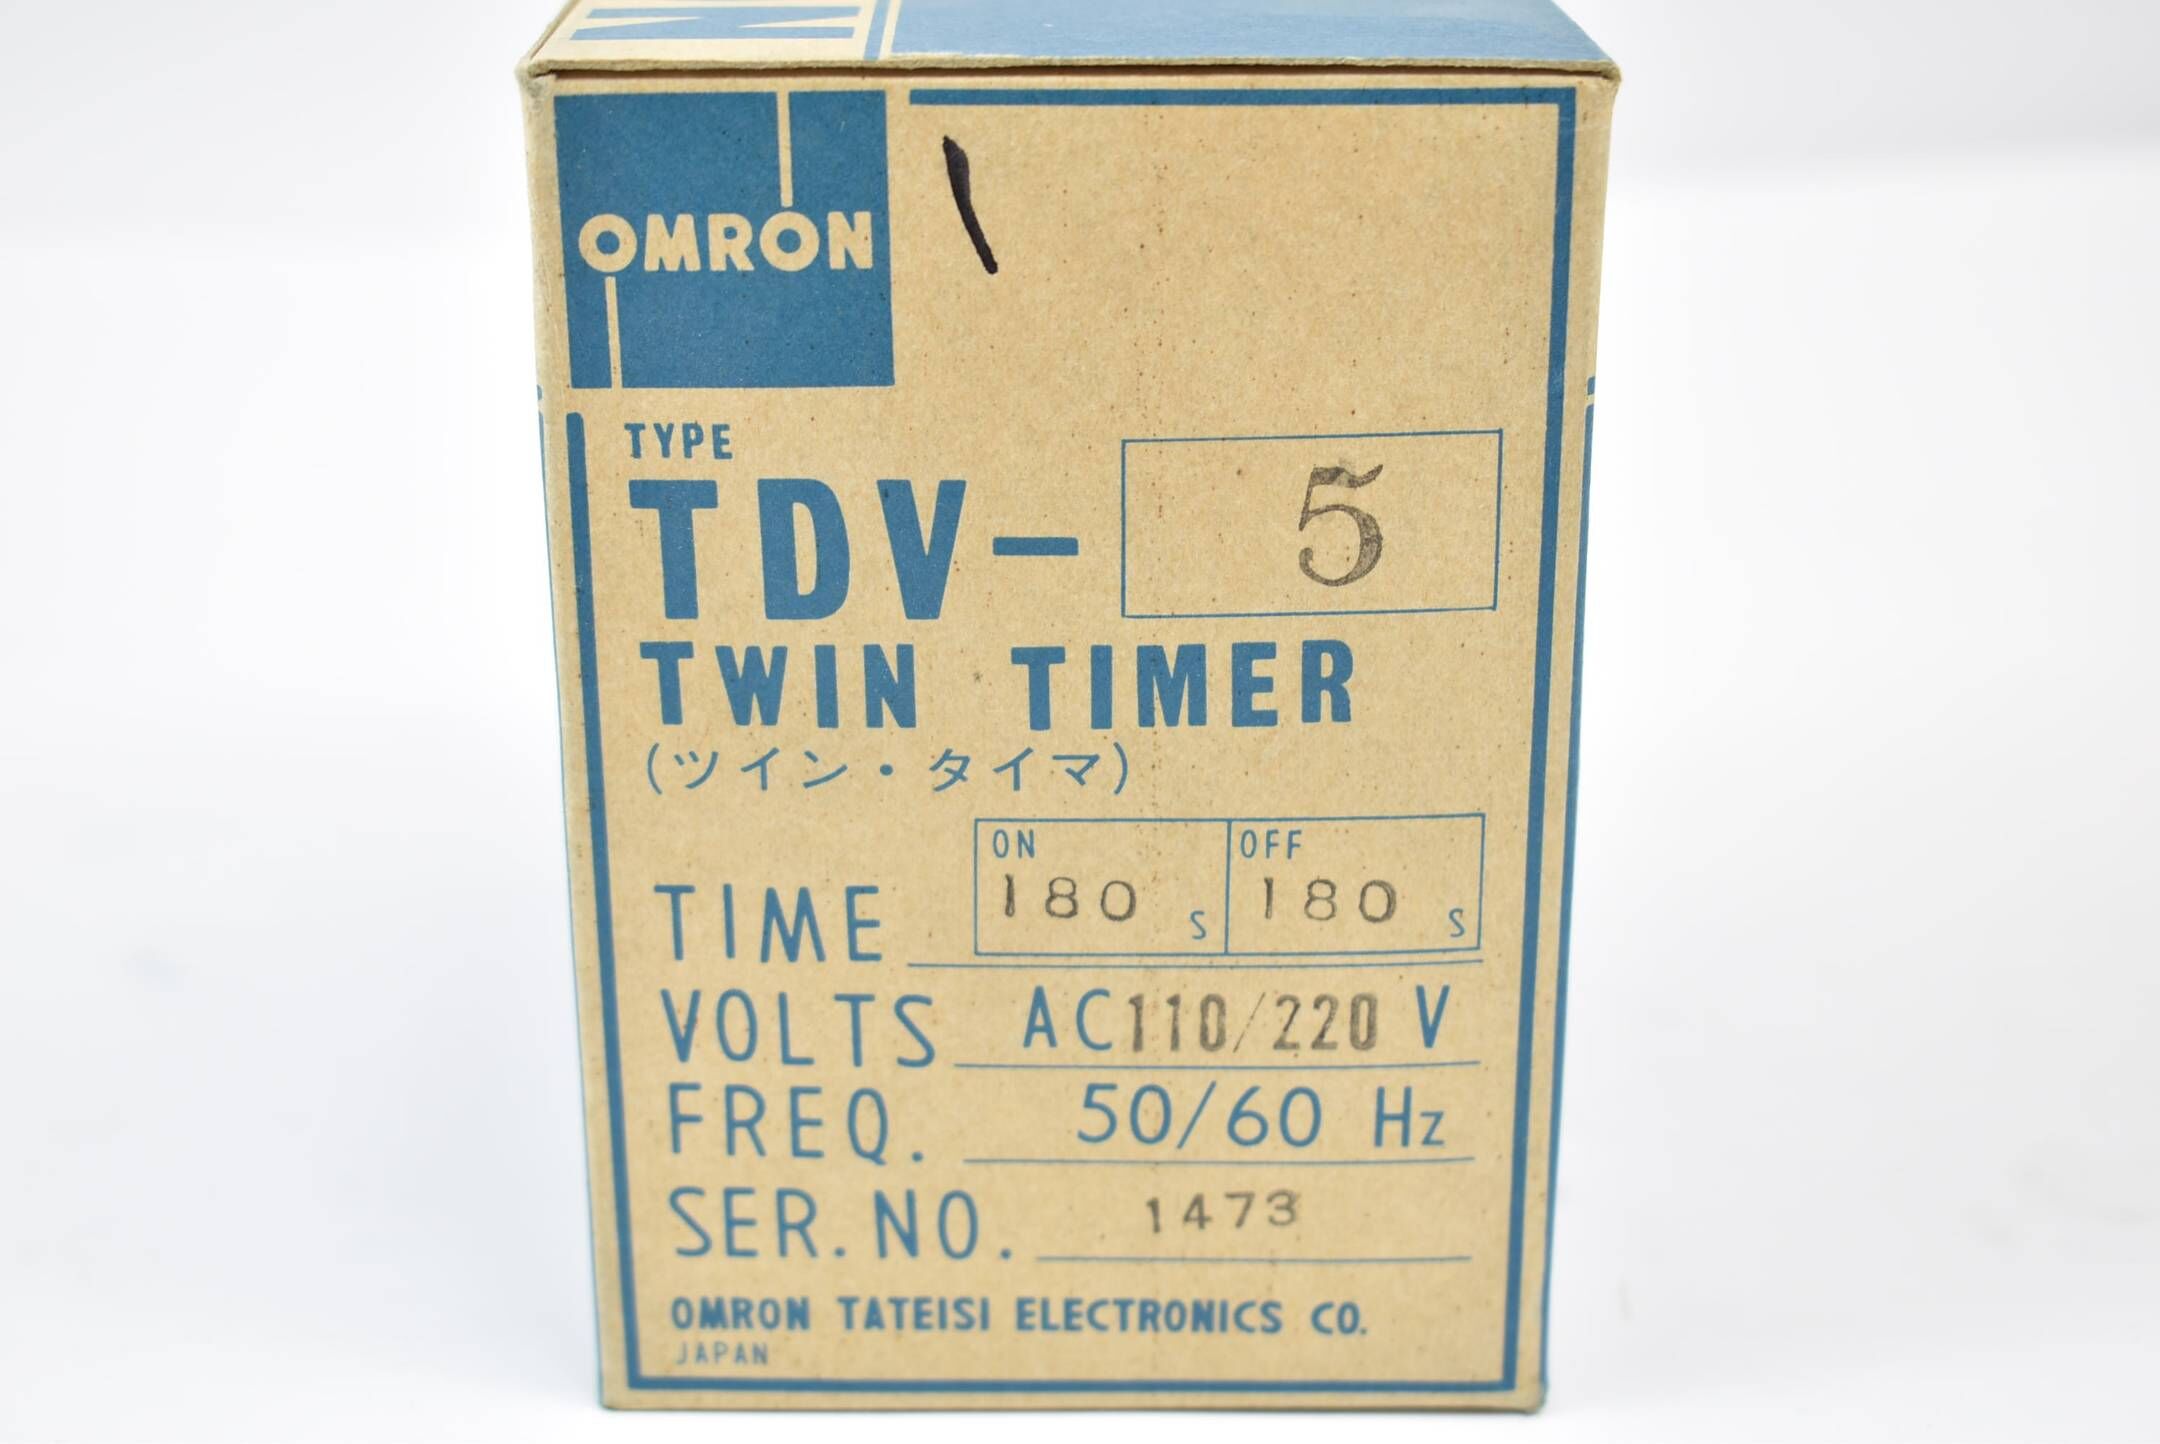 OMRON
TYPE
TDV- 5
TWIN TIMER
(ツイン・タイマ)
ON OFF
TIME 180 s 180 s
VOLTS AC110/220 V
FREQ. 50/60 Hz
SER.NO. 1473
OMRON TATEISI ELECTRONICS CO.
JAPAN